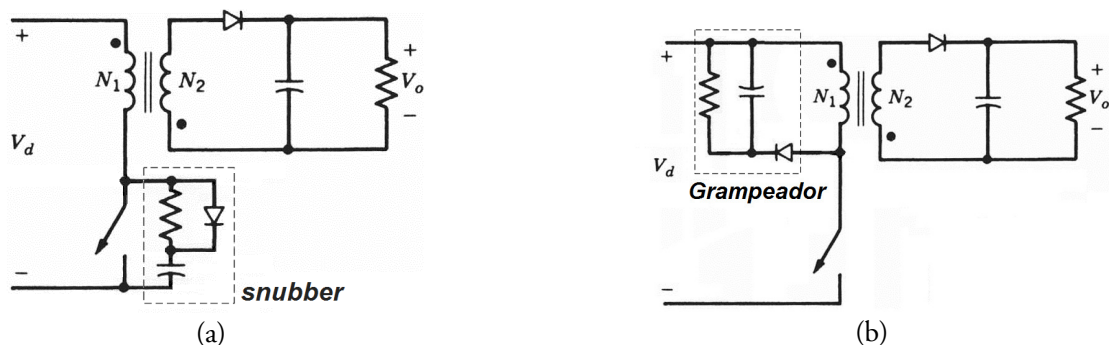 +
N1
N2
+
Vo
−
Vd
−
snubber
(a)
+
N1
N2
+
Vo
−
Vd
Grampeador
−
(b)